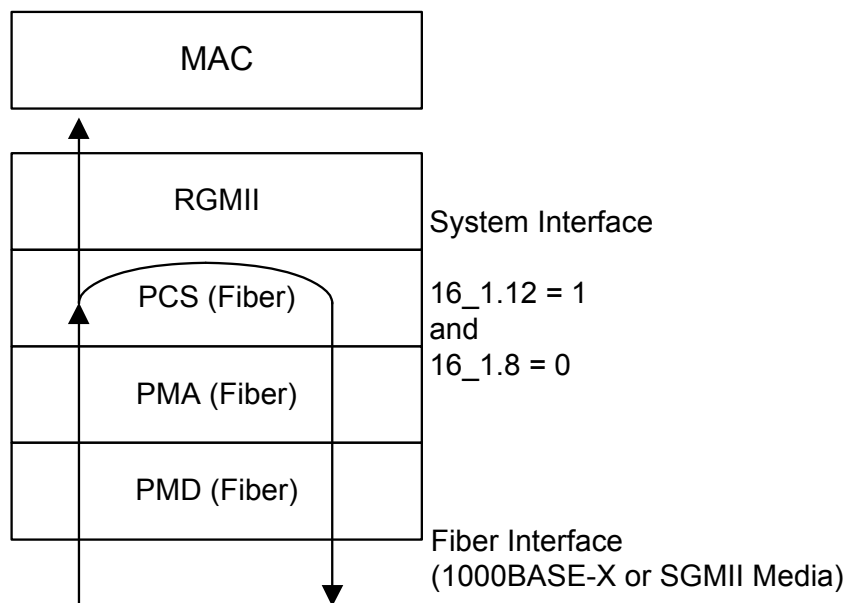 MAC
RGMII
System Interface
PCS (Fiber)
16_1.12 = 1
and
16_1.8 = 0
PMA (Fiber)
PMD (Fiber)
Fiber Interface
(1000BASE-X or SGMII Media)